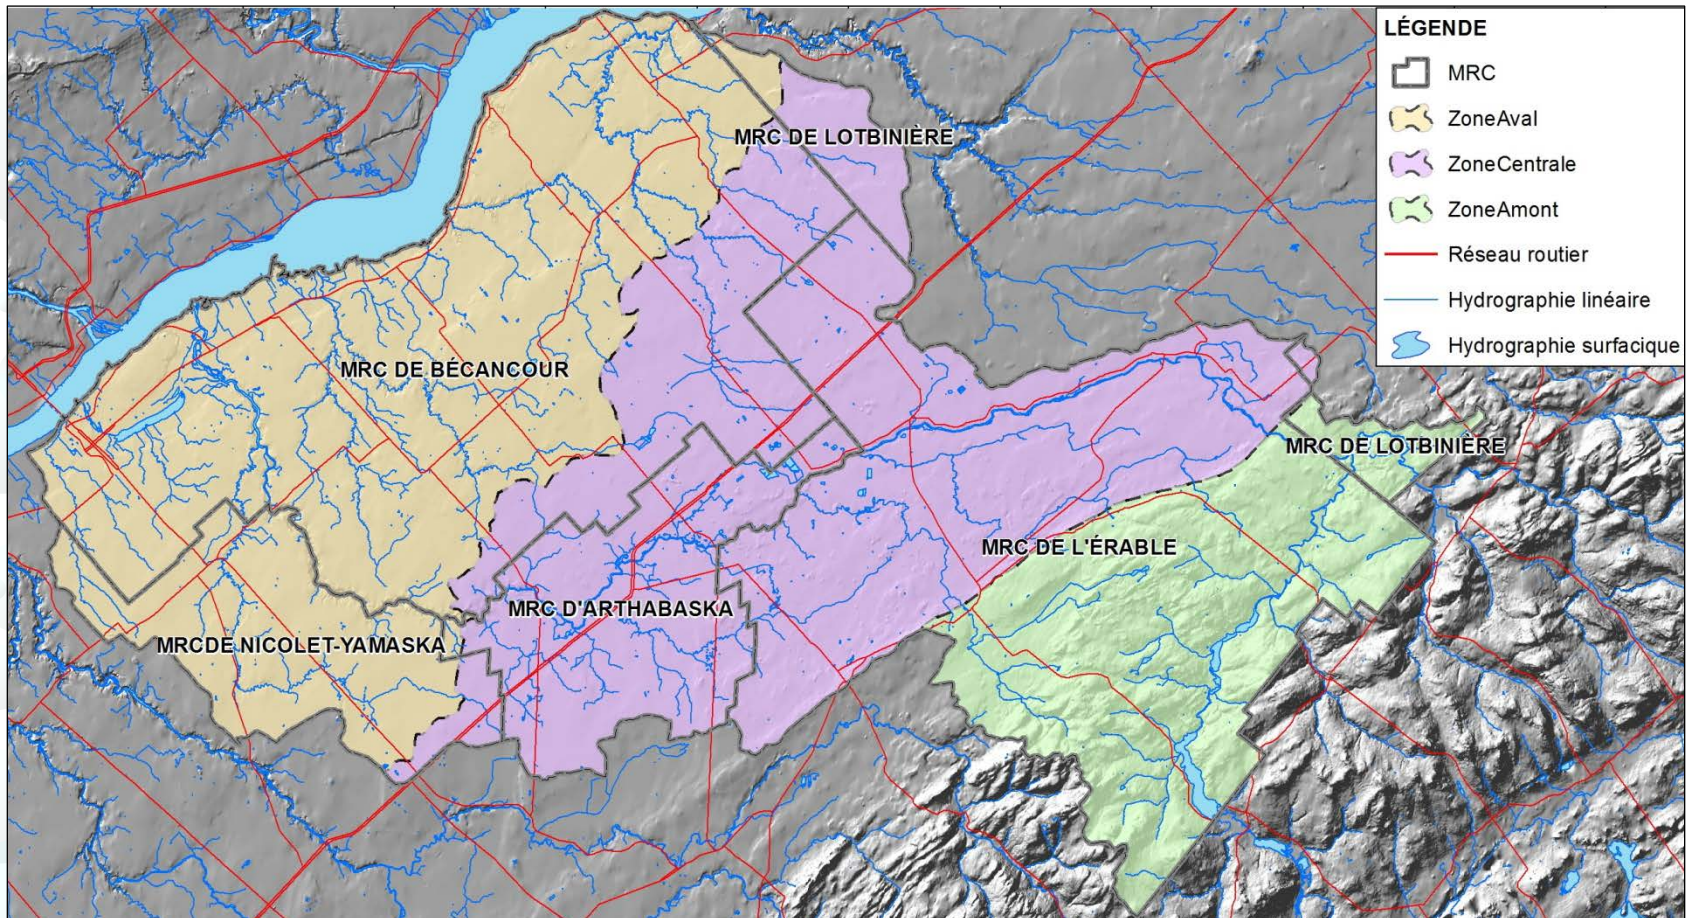 LÉGENDE
MRC
ZoneAval
ZoneCentrale
ZoneAmont
Réseau routier
Hydrographie linéaire
Hydrographie surfacique
MRC DE LOTBINIÈRE
MRC DE BÉCANCOUR
MRC DE LOTBINIÈRE
MRC DE L'ÉRABLE
MRC D'ARTHABASKA
MRCDE NICOLET-YAMASKA